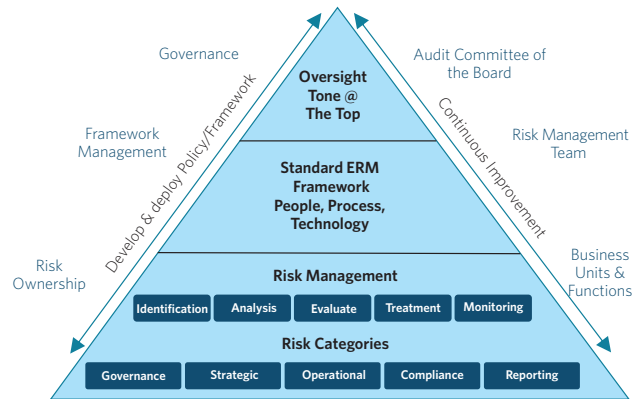 Governance
Audit Committee of
the Board
Oversight
Tone @
The Top
Develop & deploy Policy/Framework
Continuous Improvement
Framework
Management
Risk Management
Team
Standard ERM
Framework
People, Process,
Technology
Risk
Ownership
Business
Units &
Functions
Risk Management
Identification
Analysis
Evaluate
Treatment
Monitoring
Risk Categories
Governance
Strategic
Operational
Compliance
Reporting